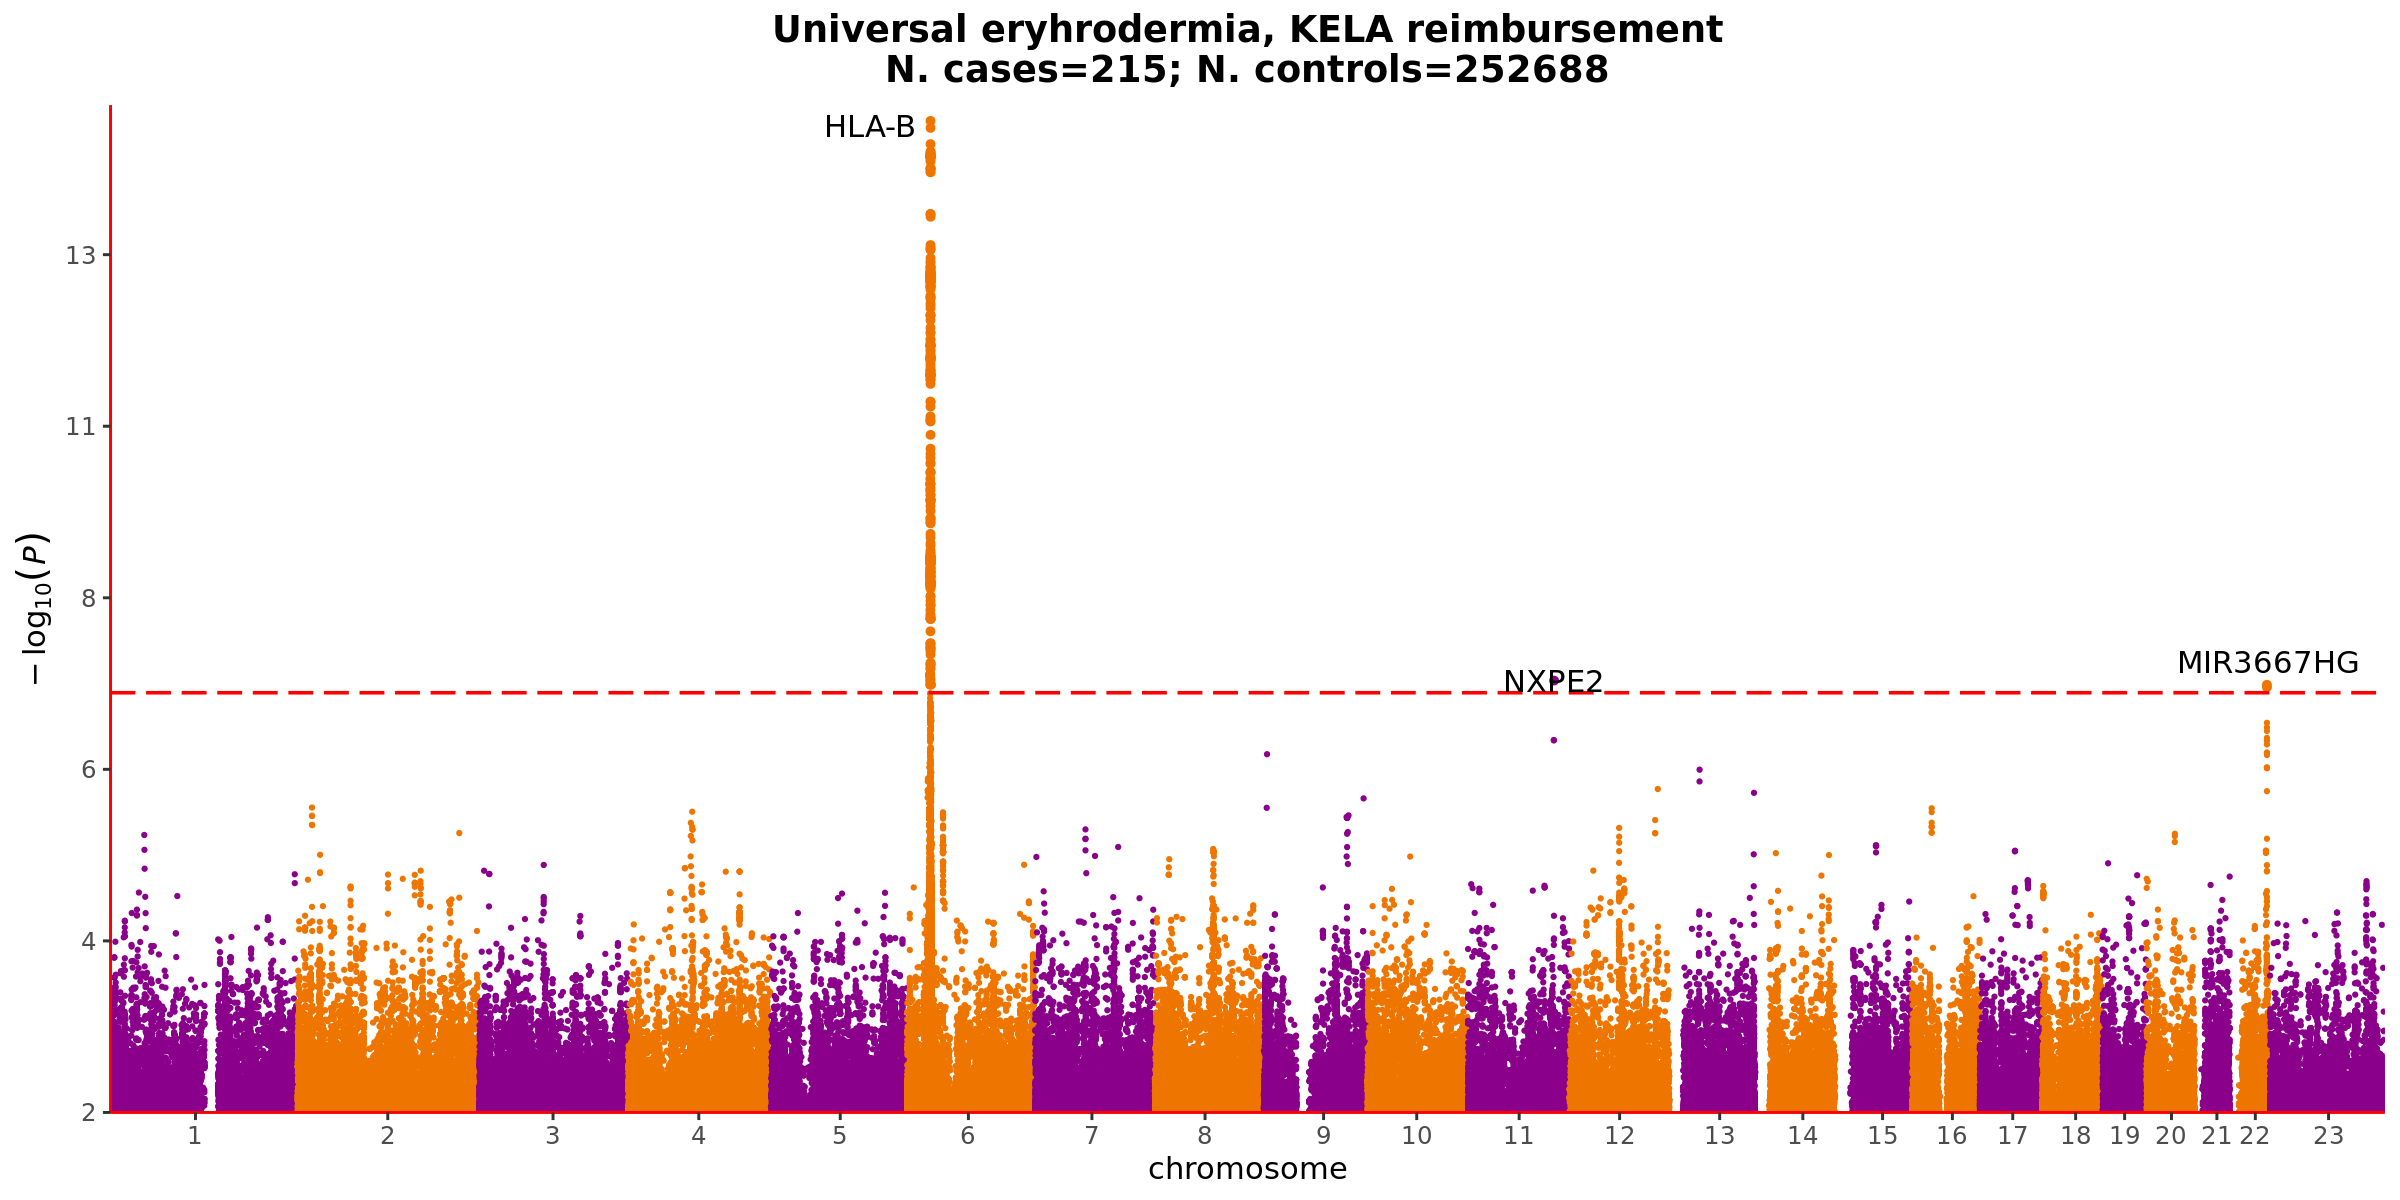 Universal eryhrodermia, KELA reimbursement
N. cases=215; N. controls=252688
HLA-B
NXPE2
MIR3667HG
13
11
8
6
4
2
−log₁₀(P)
1 2 3 4 5 6 7 8 9 10 11 12 13 14 15 16 17 18 19 20 21 22 23
chromosome